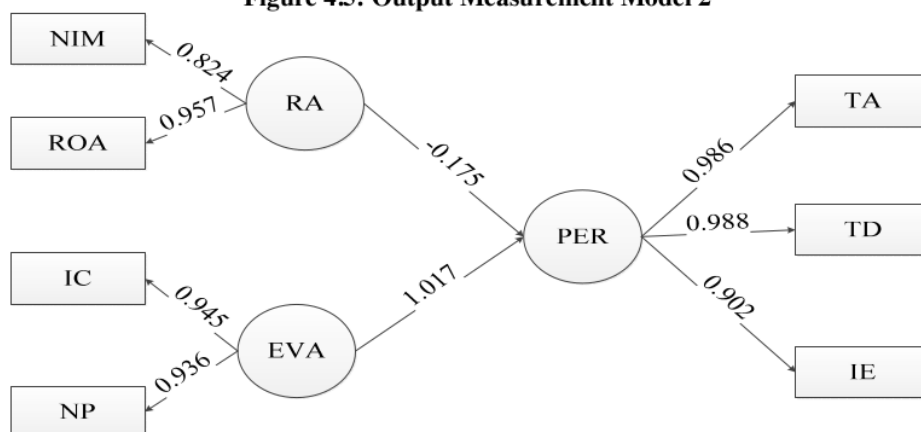 Figure 4.5: Output Measurement Model 2
NIM
0.824
RA
TA
ROA
0.957
-0.175
0.986
PER
0.988
TD
IC
0.945
1.017
0.902
EVA
IE
NP
0.936